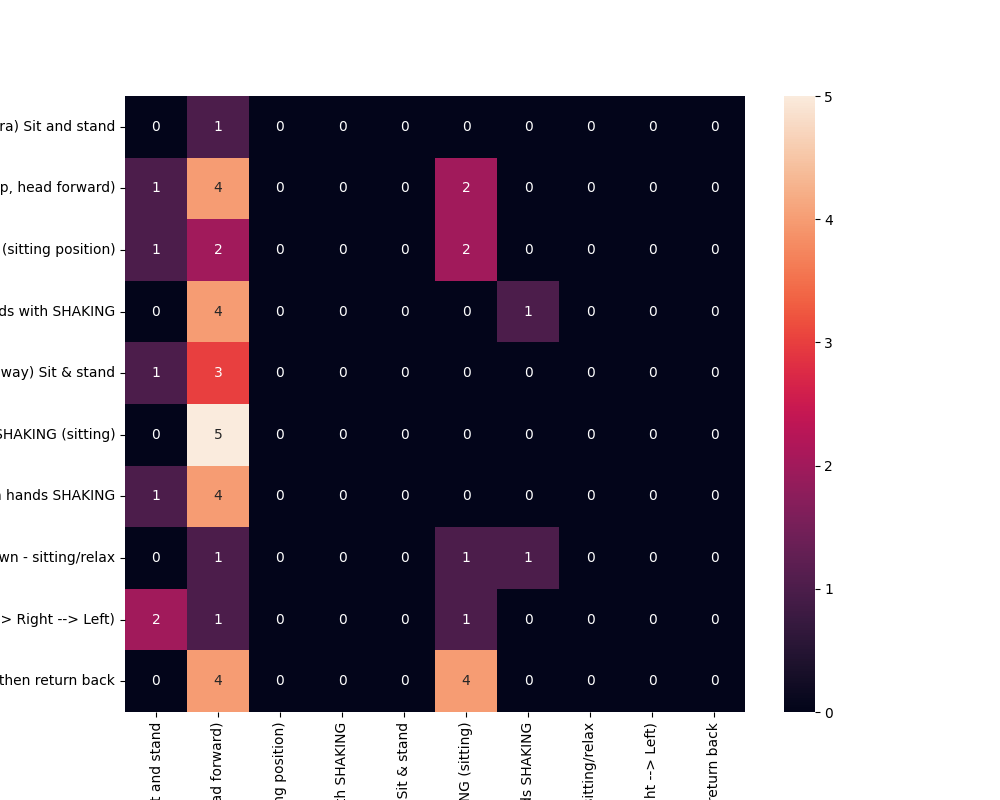 ra) Sit and stand 0 1 0 0 0 0 0 0 0 0
p, head forward) 1 4 0 0 0 2 0 0 0 0
(sitting position) 1 2 0 0 0 2 0 0 0 0
ds with SHAKING 0 4 0 0 0 0 1 0 0 0
way) Sit & stand 1 3 0 0 0 0 0 0 0 0
SHAKING (sitting) 0 5 0 0 0 0 0 0 0 0
hands SHAKING 1 4 0 0 0 0 0 0 0 0
wn - sitting/relax 0 1 0 0 0 1 1 0 0 0
> Right --> Left) 2 1 0 0 0 1 0 0 0 0
then return back 0 4 0 0 0 4 0 0 0 0
t and stand
ad forward)
ng position)
th SHAKING
Sit & stand
NG (sitting)
ds SHAKING
sitting/relax
ht --> Left)
return back
5
4
3
2
1
0